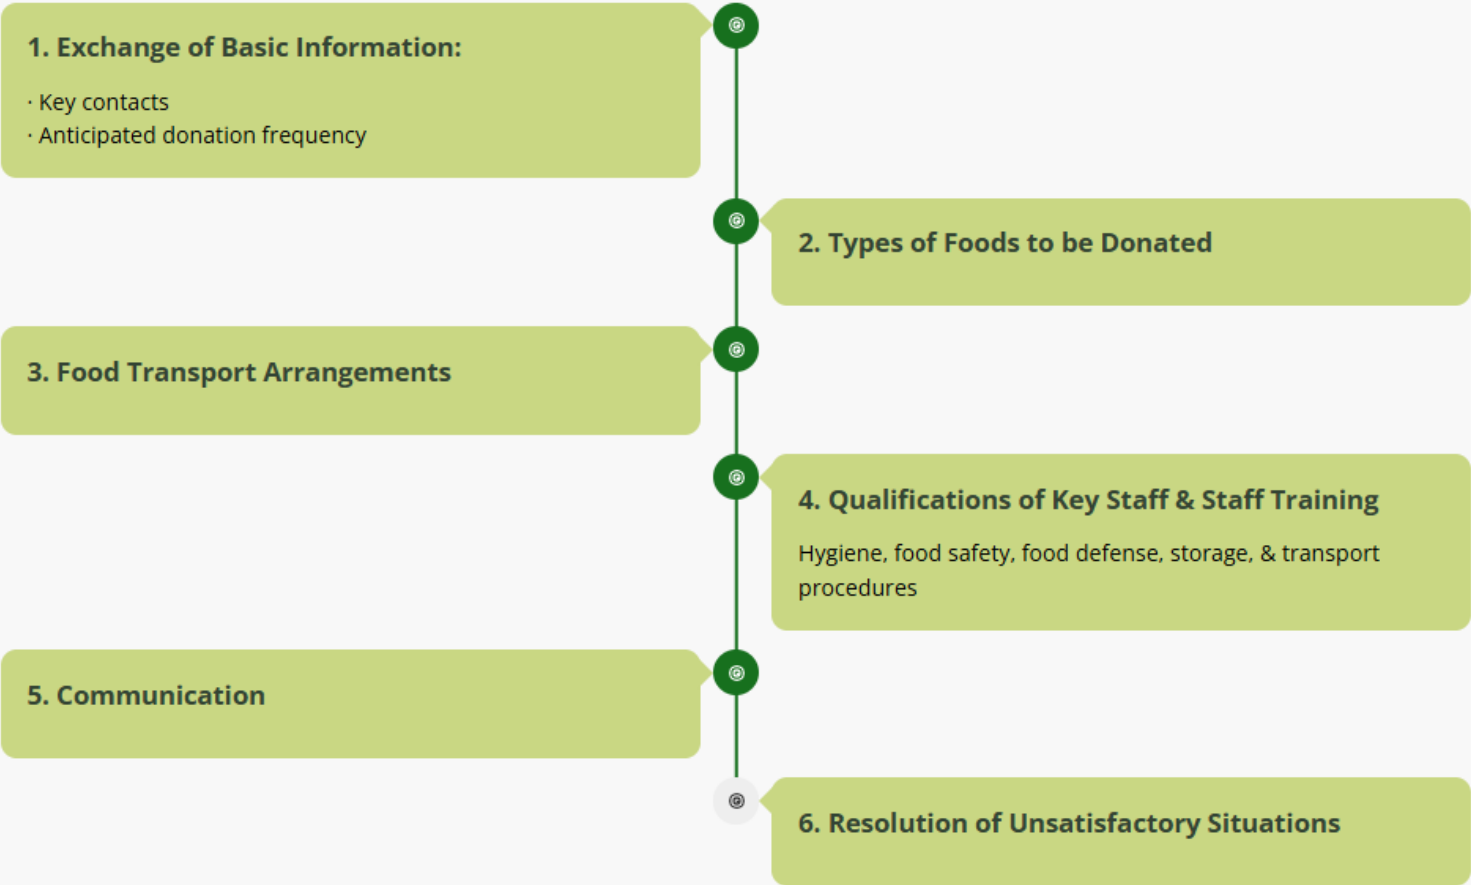 1. Exchange of Basic Information:
· Key contacts
· Anticipated donation frequency
2. Types of Foods to be Donated
3. Food Transport Arrangements
4. Qualifications of Key Staff & Staff Training
Hygiene, food safety, food defense, storage, & transport
procedures
5. Communication
6. Resolution of Unsatisfactory Situations